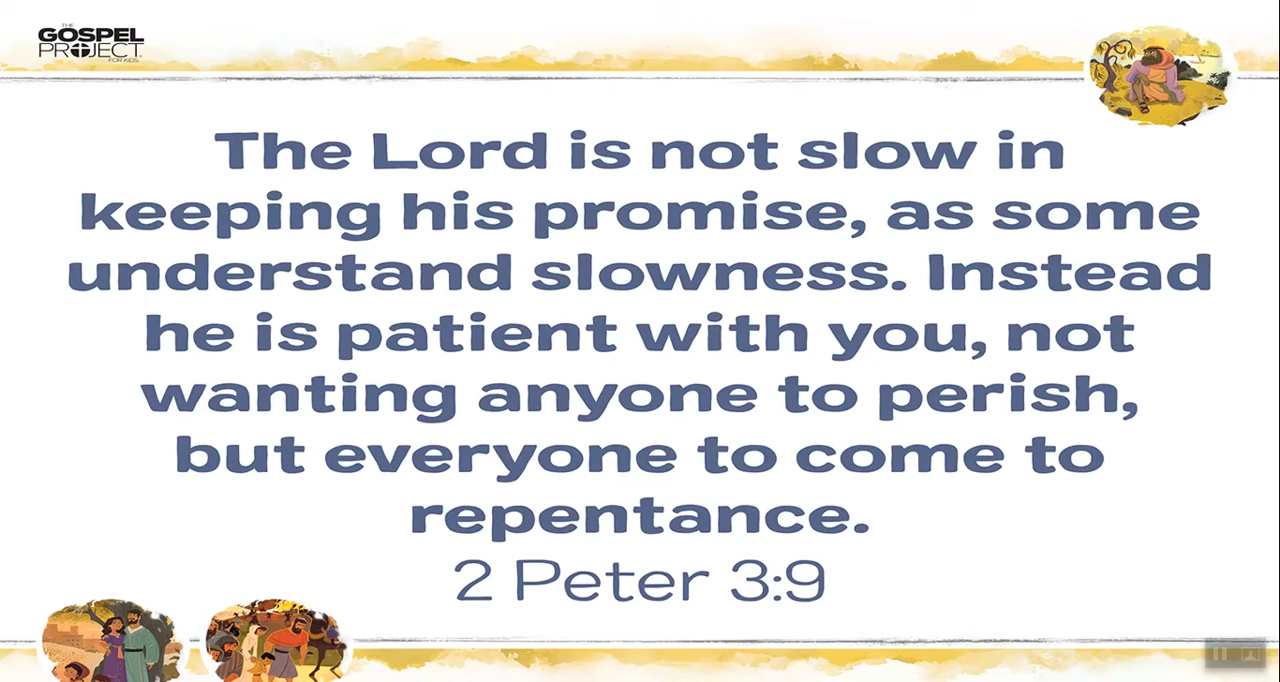 THE
GOSPEL
PROJECT
FOR KIDS
The Lord is not slow in
keeping his promise, as some
understand slowness. Instead
he is patient with you, not
wanting anyone to perish,
but everyone to come to
repentance.
2 Peter 3:9